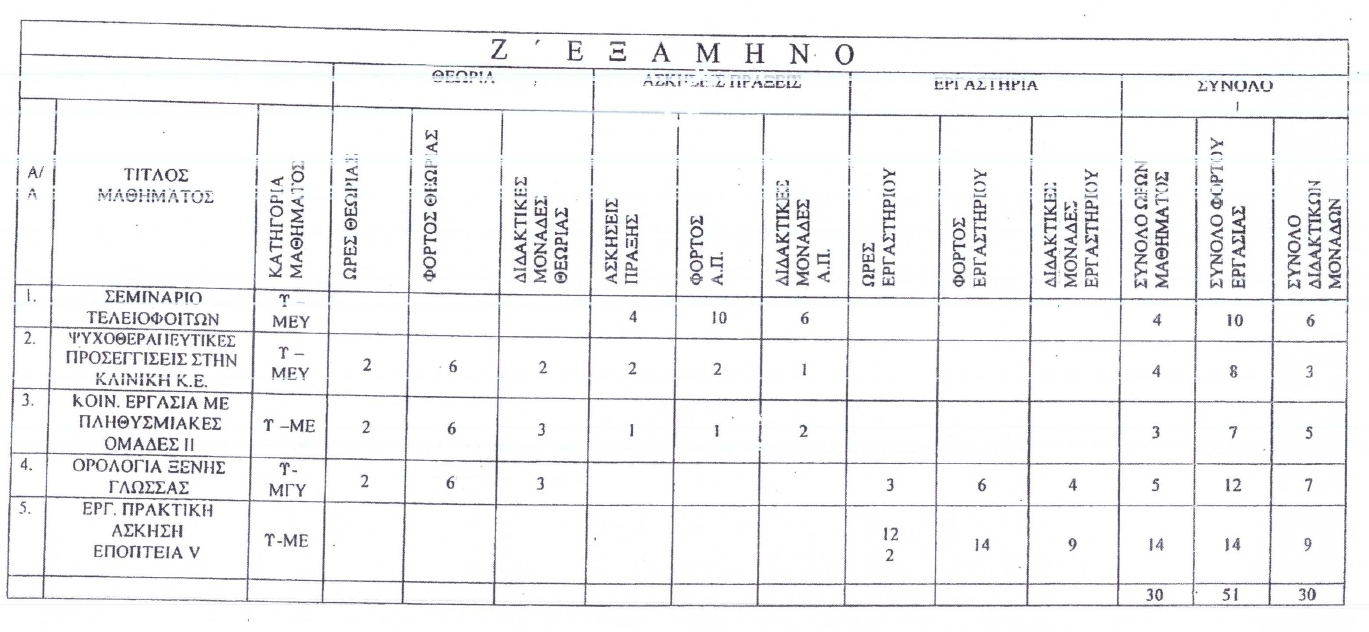 Ζ ΄ Ε Ξ Α Μ Η Ν Ο
ΘΕΩΡΙΑ ΑΣΚΗΣΕΙΣ ΠΡΑΞΕΙΣ ΕΡΓΑΣΤΗΡΙΑ ΣΥΝΟΛΟ
Α/
Α
ΤΙΤΛΟΣ
ΜΑΘΗΜΑΤΟΣ
ΚΑΤΗΓΟΡΙΑ
ΜΑΘΗΜΑΤΟΣ
ΩΡΕΣ ΘΕΩΡΙΑΣ
ΦΟΡΤΟΣ ΘΕΩΡΙΑΣ
ΔΙΔΑΚΤΙΚΕΣ
ΜΟΝΑΔΕΣ
ΘΕΩΡΙΑΣ
ΑΣΚΗΣΕΙΣ
ΠΡΑΞΗΣ
ΦΟΡΤΟΣ
Α.Π.
ΔΙΔΑΚΤΙΚΕΣ
ΜΟΝΑΔΕΣ
Α.Π.
ΩΡΕΣ
ΕΡΓΑΣΤΗΡΙΟΥ
ΦΟΡΤΟΣ
ΕΡΓΑΣΤΗΡΙΟΥ
ΔΙΔΑΚΤΙΚΕΣ
ΜΟΝΑΔΕΣ
ΕΡΓΑΣΤΗΡΙΟΥ
ΣΥΝΟΛΟ ΩΡΩΝ
ΜΑΘΗΜΑΤΟΣ
ΣΥΝΟΛΟ ΦΟΡΤΟΥ
ΕΡΓΑΣΙΑΣ
ΣΥΝΟΛΟ
ΔΙΔΑΚΤΙΚΩΝ
ΜΟΝΑΔΩΝ
1. ΣΕΜΙΝΑΡΙΟ
ΤΕΛΕΙΟΦΟΙΤΩΝ
Υ –
ΜΕΥ
4 10 6 4 10 6
2. ΨΥΧΟΘΕΡΑΠΕΥΤΙΚΕΣ
ΠΡΟΣΕΓΓΙΣΕΙΣ ΣΤΗΝ
ΚΛΙΝΙΚΗ Κ.Ε.
Υ –
ΜΕΥ
2 6 2 2 2 1 4 8 3
3. ΚΟΙΝ. ΕΡΓΑΣΙΑ ΜΕ
ΠΛΗΘΥΣΜΙΑΚΕΣ
ΟΜΑΔΕΣ ΙΙ
Υ –ΜΕ 2 6 3 1 1 2 3 7 5
4. ΟΡΟΛΟΓΙΑ ΞΕΝΗΣ
ΓΛΩΣΣΑΣ
Υ-
ΜΓΥ
2 6 3 3 6 4 5 12 7
5. ΕΡΓ. ΠΡΑΚΤΙΚΗ
ΑΣΚΗΣΗ
ΕΠΟΠΤΕΙΑ V
Υ-ΜΕ
12
2
14 9 14 14 9
30 51 30